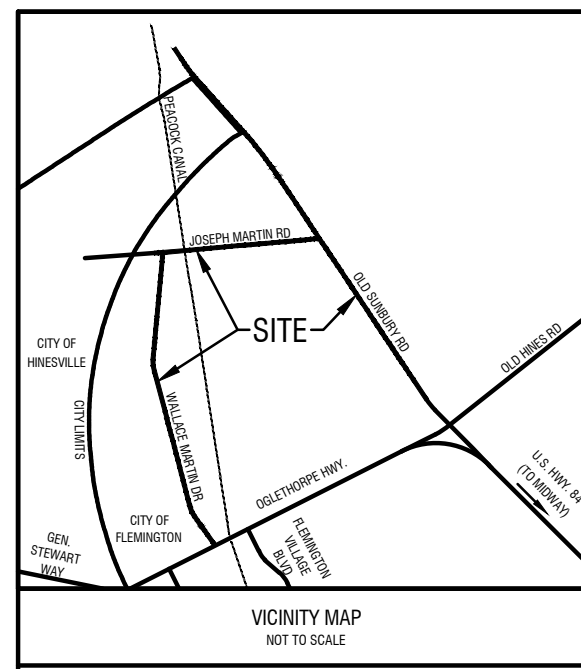 PEACOCK CANAL
JOSEPH MARTIN RD
SITE
OLD SUNBURY RD
OLD HINES RD
CITY OF
HINESVILLE
CITY LIMITS
WALLACE MARTIN DR
OGLETHORPE HWY.
U.S. HWY. 84
(TO MIDWAY)
CITY OF
FLEMINGTON
FLEMINGTON
VILLAGE
BLVD
GEN.
STEWART
WAY
VICINITY MAP
NOT TO SCALE